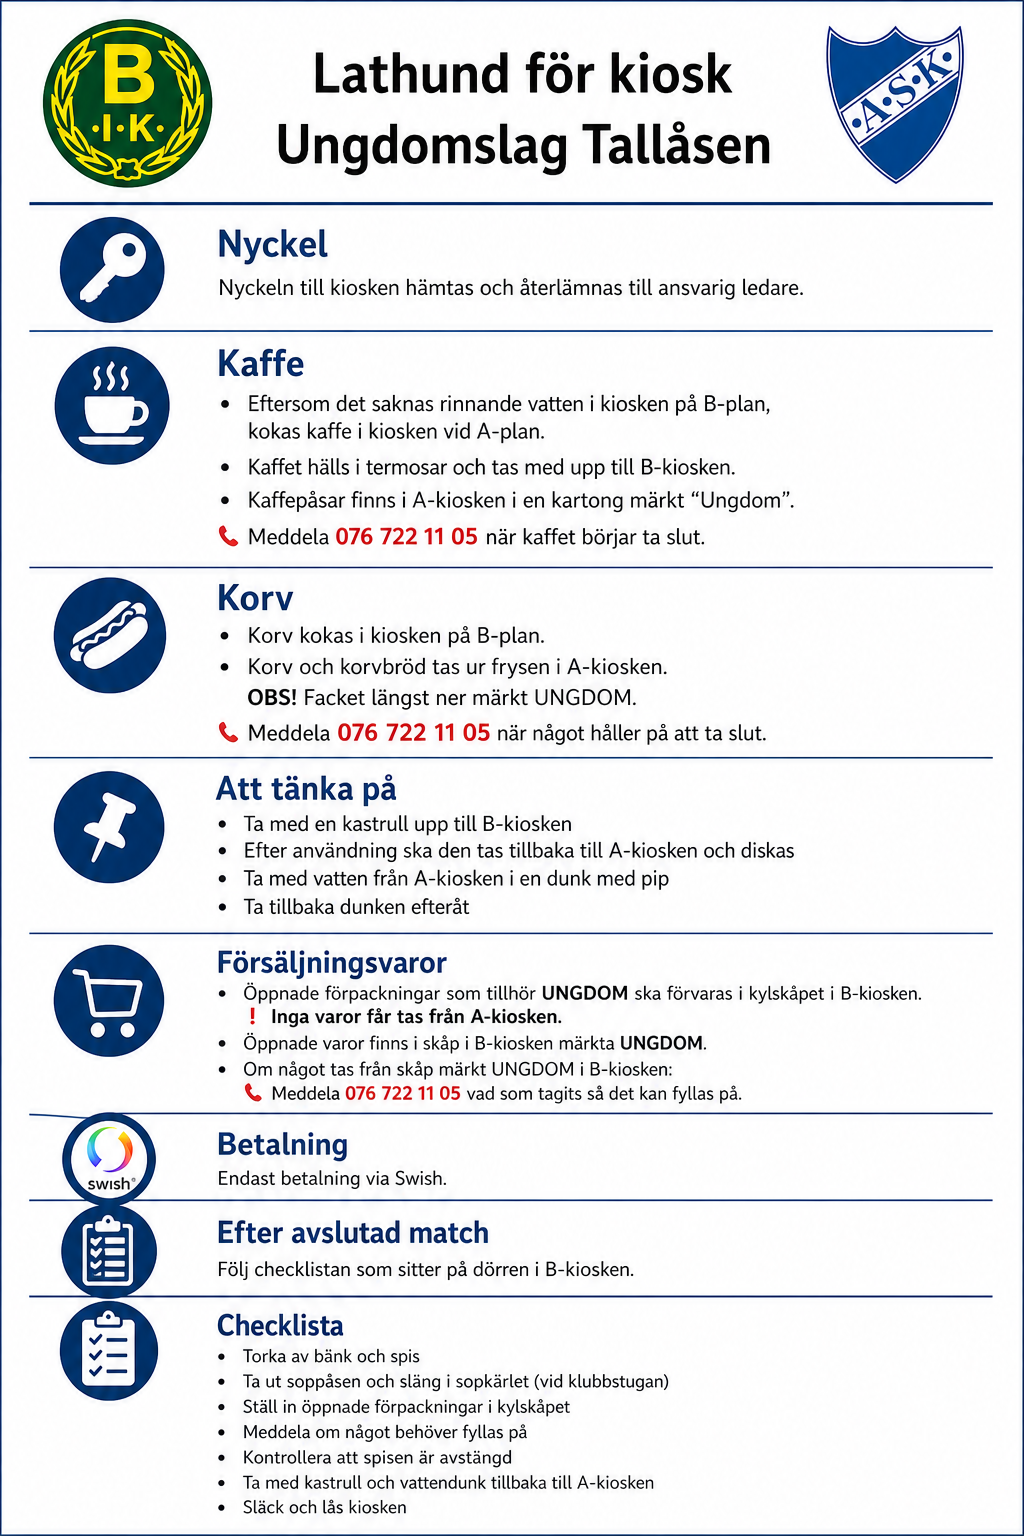 B
·I·K·
Lathund för kiosk
Ungdomslag Tallåsen
·A·S·K·
Nyckel
Nyckeln till kiosken hämtas och återlämnas till ansvarig ledare.
Kaffe
• Eftersom det saknas rinnande vatten i kiosken på B-plan,
kokas kaffe i kiosken vid A-plan.
• Kaffet hälls i termosar och tas med upp till B-kiosken.
• Kaffepåsar finns i A-kiosken i en kartong märkt “Ungdom”.
Meddela 076 722 11 05 när kaffet börjar ta slut.
Korv
• Korv kokas i kiosken på B-plan.
• Korv och korvbröd tas ur frysen i A-kiosken.
OBS! Facket längst ner märkt UNGDOM.
Meddela 076 722 11 05 när något håller på att ta slut.
Att tänka på
• Ta med en kastrull upp till B-kiosken
• Efter användning ska den tas tillbaka till A-kiosken och diskas
• Ta med vatten från A-kiosken i en dunk med pip
• Ta tillbaka dunken efteråt
Försäljningsvaror
• Öppnade förpackningar som tillhör UNGDOM ska förvaras i kylskåpet i B-kiosken.
! Inga varor får tas från A-kiosken.
• Öppnade varor finns i skåp i B-kiosken märkta UNGDOM.
• Om något tas från skåp märkt UNGDOM i B-kiosken:
Meddela 076 722 11 05 vad som tagits så det kan fyllas på.
swish®
Betalning
Endast betalning via Swish.
Efter avslutad match
Följ checklistan som sitter på dörren i B-kiosken.
Checklista
• Torka av bänk och spis
• Ta ut soppåsen och släng i sopkärlet (vid klubbstugan)
• Ställ in öppnade förpackningar i kylskåpet
• Meddela om något behöver fyllas på
• Kontrollera att spisen är avstängd
• Ta med kastrull och vattendunk tillbaka till A-kiosken
• Släck och lås kiosken